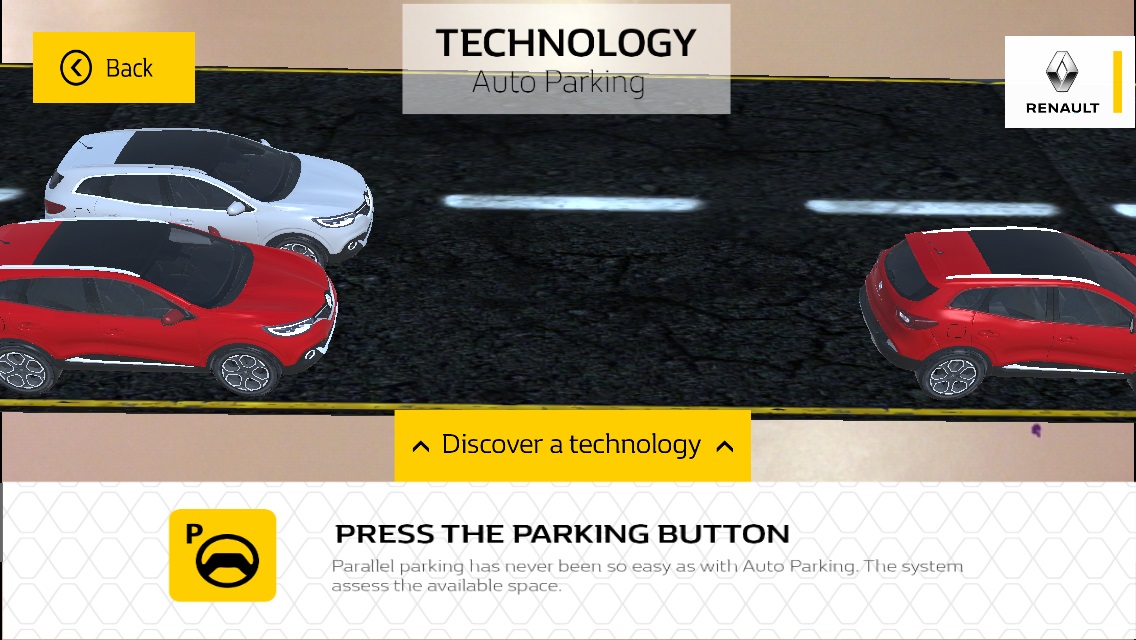 Back
TECHNOLOGY
Auto Parking
RENAULT
Discover a technology
P
PRESS THE PARKING BUTTON
Parallel parking has never been so easy as with Auto Parking. The system
assess the available space.